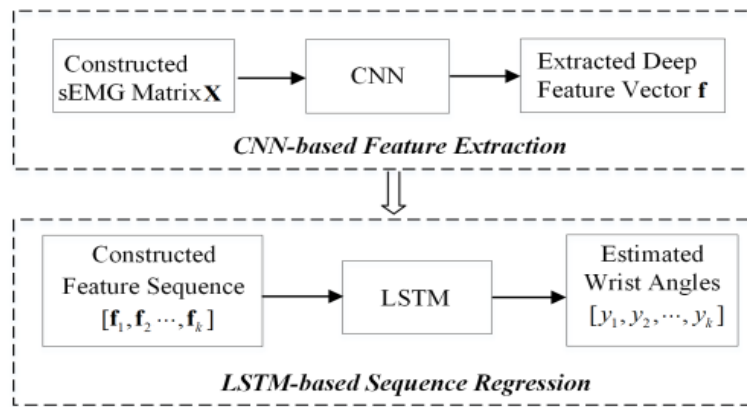 Constructed
sEMG Matrix X
CNN
Extracted Deep
Feature Vector f
CNN-based Feature Extraction
Constructed
Feature Sequence
[f₁, f₂ ⋯, fₖ]
LSTM
Estimated
Wrist Angles
[y₁, y₂, ⋯, yₖ]
LSTM-based Sequence Regression